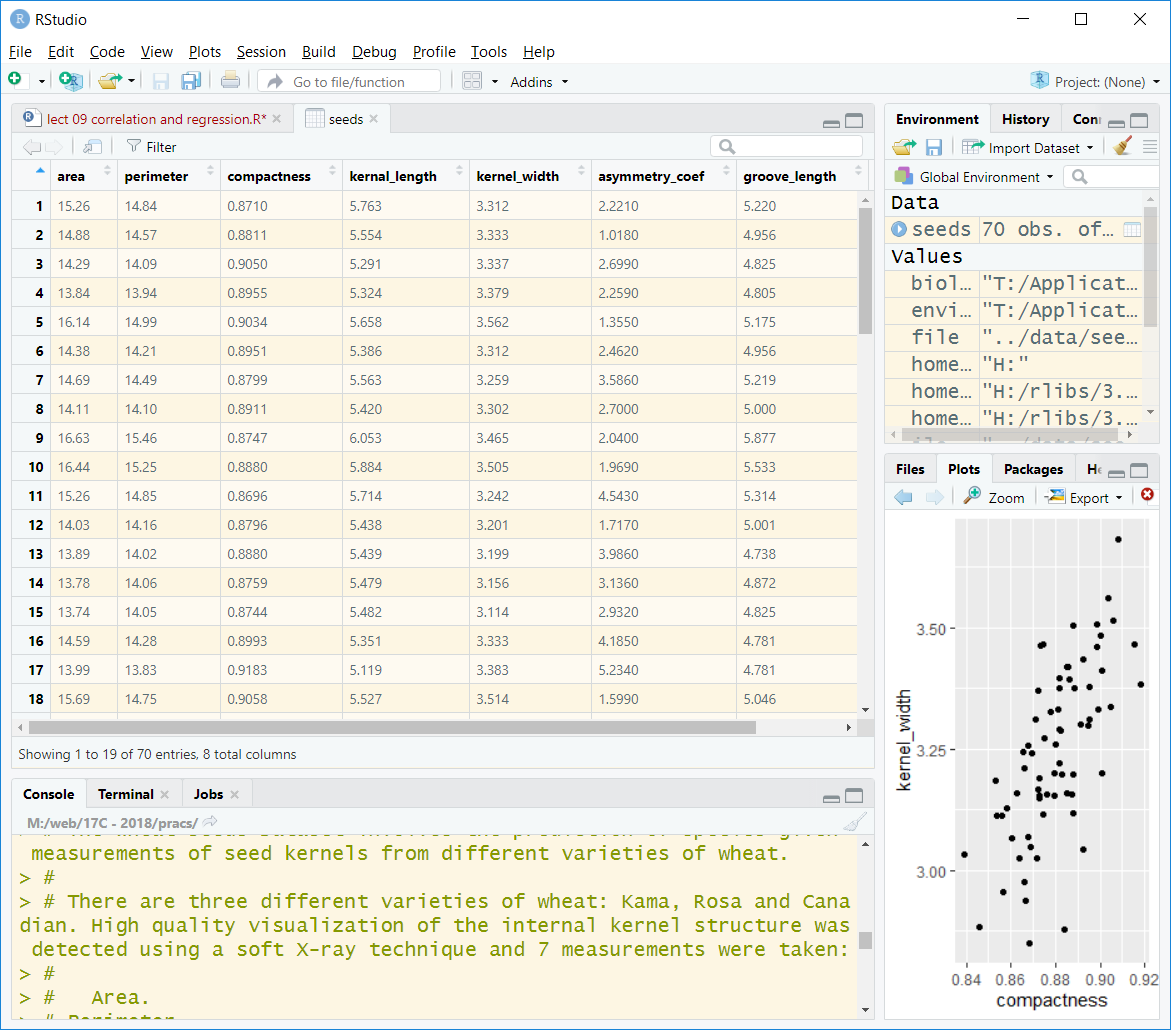 RStudio
File Edit Code View Plots Session Build Debug Profile Tools Help
Go to file/function Addins Project: (None)
lect 09 correlation and regression.R* seeds
Filter
area perimeter compactness kernal_length kernel_width asymmetry_coef groove_length
1 15.26 14.84 0.8710 5.763 3.312 2.2210 5.220
2 14.88 14.57 0.8811 5.554 3.333 1.0180 4.956
3 14.29 14.09 0.9050 5.291 3.337 2.6990 4.825
4 13.84 13.94 0.8955 5.324 3.379 2.2590 4.805
5 16.14 14.99 0.9034 5.658 3.562 1.3550 5.175
6 14.38 14.21 0.8951 5.386 3.312 2.4620 4.956
7 14.69 14.49 0.8799 5.563 3.259 3.5860 5.219
8 14.11 14.10 0.8911 5.420 3.302 2.7000 5.000
9 16.63 15.46 0.8747 6.053 3.465 2.0400 5.877
10 16.44 15.25 0.8880 5.884 3.505 1.9690 5.533
11 15.26 14.85 0.8696 5.714 3.242 4.5430 5.314
12 14.03 14.16 0.8796 5.438 3.201 1.7170 5.001
13 13.89 14.02 0.8880 5.439 3.199 3.9860 4.738
14 13.78 14.06 0.8759 5.479 3.156 3.1360 4.872
15 13.74 14.05 0.8744 5.482 3.114 2.9320 4.825
16 14.59 14.28 0.8993 5.351 3.333 4.1850 4.781
17 13.99 13.83 0.9183 5.119 3.383 5.2340 4.781
18 15.69 14.75 0.9058 5.527 3.514 1.5990 5.046
Showing 1 to 19 of 70 entries, 8 total columns
Console Terminal Jobs
M:/web/17C - 2018/pracs/
measurements of seed kernels from different varieties of wheat.
> #
> # There are three different varieties of wheat: Kama, Rosa and Cana
dian. High quality visualization of the internal kernel structure was
detected using a soft X-ray technique and 7 measurements were taken:
> #
> # Area.
> # Perimeter
Environment History Con
Import Dataset
Global Environment
Data
seeds 70 obs. of…
Values
biol… "T:/Applicat…
envi… "T:/Applicat…
file "../data/see…
home… "H:"
home… "H:/rlibs/3.…
home… "H:/rlibs/3.…
Files Plots Packages He
Zoom Export
3.50
3.25
3.00
kernel_width
0.84 0.86 0.88 0.90 0.92
compactness